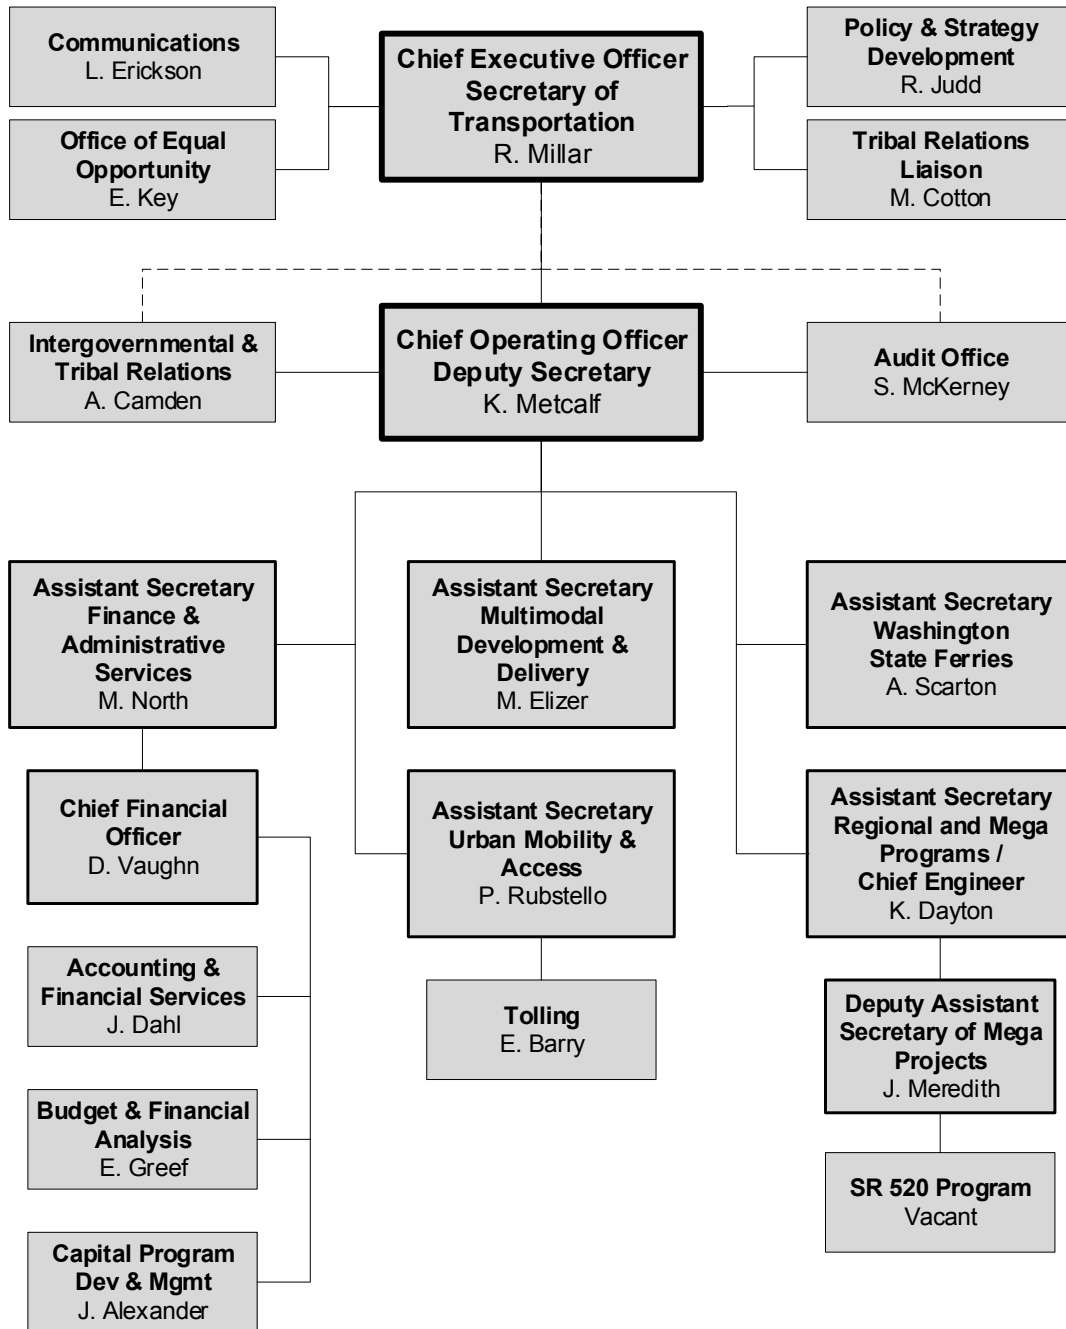 Communications
L. Erickson
Office of Equal
Opportunity
E. Key
Chief Executive Officer
Secretary of
Transportation
R. Millar
Policy & Strategy
Development
R. Judd
Tribal Relations
Liaison
M. Cotton
Intergovernmental &
Tribal Relations
A. Camden
Chief Operating Officer
Deputy Secretary
K. Metcalf
Audit Office
S. McKerney
Assistant Secretary
Finance &
Administrative
Services
M. North
Assistant Secretary
Multimodal
Development &
Delivery
M. Elizer
Assistant Secretary
Washington
State Ferries
A. Scarton
Chief Financial
Officer
D. Vaughn
Assistant Secretary
Urban Mobility &
Access
P. Rubstello
Assistant Secretary
Regional and Mega
Programs /
Chief Engineer
K. Dayton
Accounting &
Financial Services
J. Dahl
Tolling
E. Barry
Deputy Assistant
Secretary of Mega
Projects
J. Meredith
Budget & Financial
Analysis
E. Greef
SR 520 Program
Vacant
Capital Program
Dev & Mgmt
J. Alexander